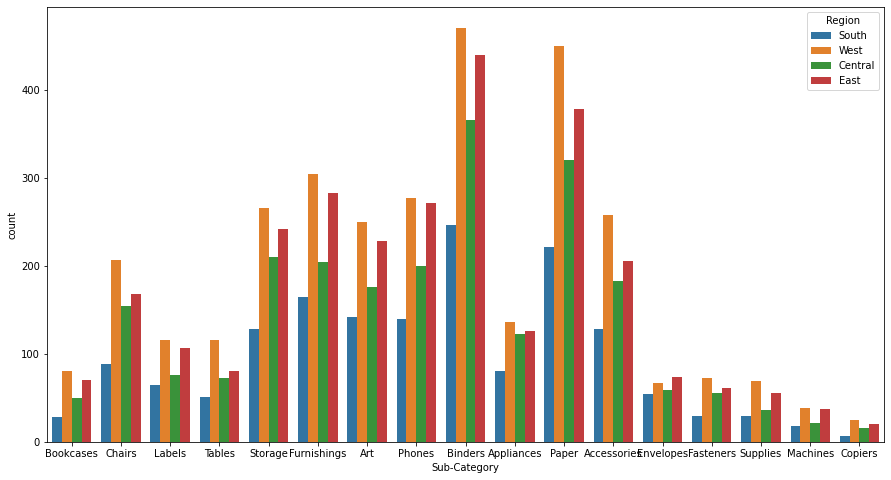 Region
South
West
Central
East
400
300
200
100
0
count
Bookcases Chairs Labels Tables Storage Furnishings Art Phones Binders Appliances Paper Accessories Envelopes Fasteners Supplies Machines Copiers
Sub-Category